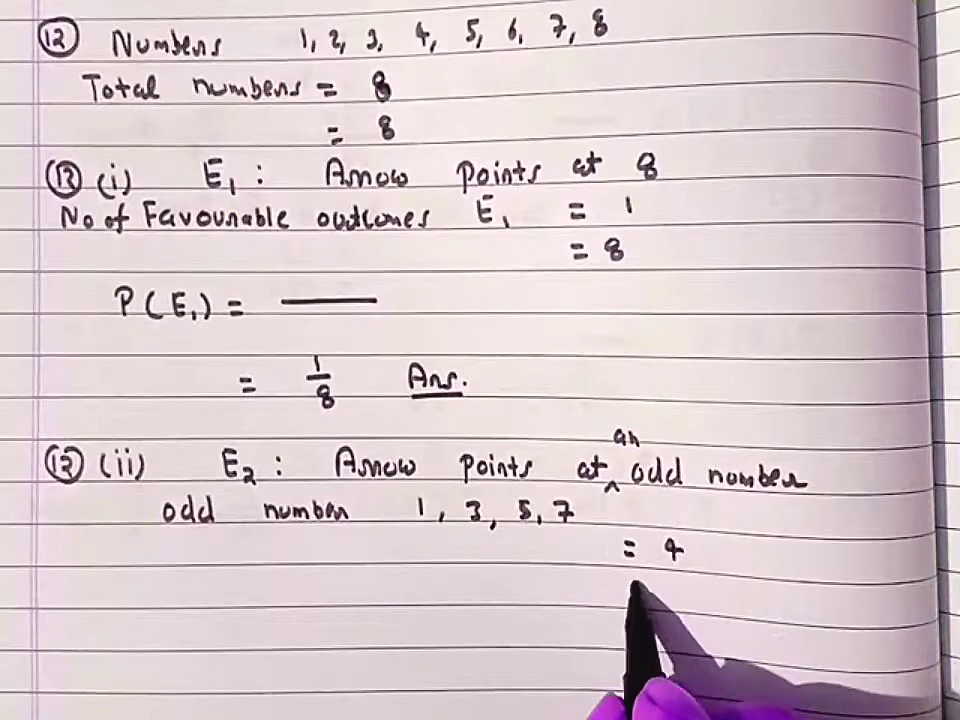 12 Numbers 1, 2, 3, 4, 5, 6, 7, 8
Total numbers = 8
= 8
12 (i) E₁ : Arrow points at 8
No of Favourable outcomes E₁ = 1
= 8
P(E₁) = ———
= 1/8 Ans.
12 (ii) E₂ : Arrow points at an odd number
odd number 1, 3, 5, 7
= 4